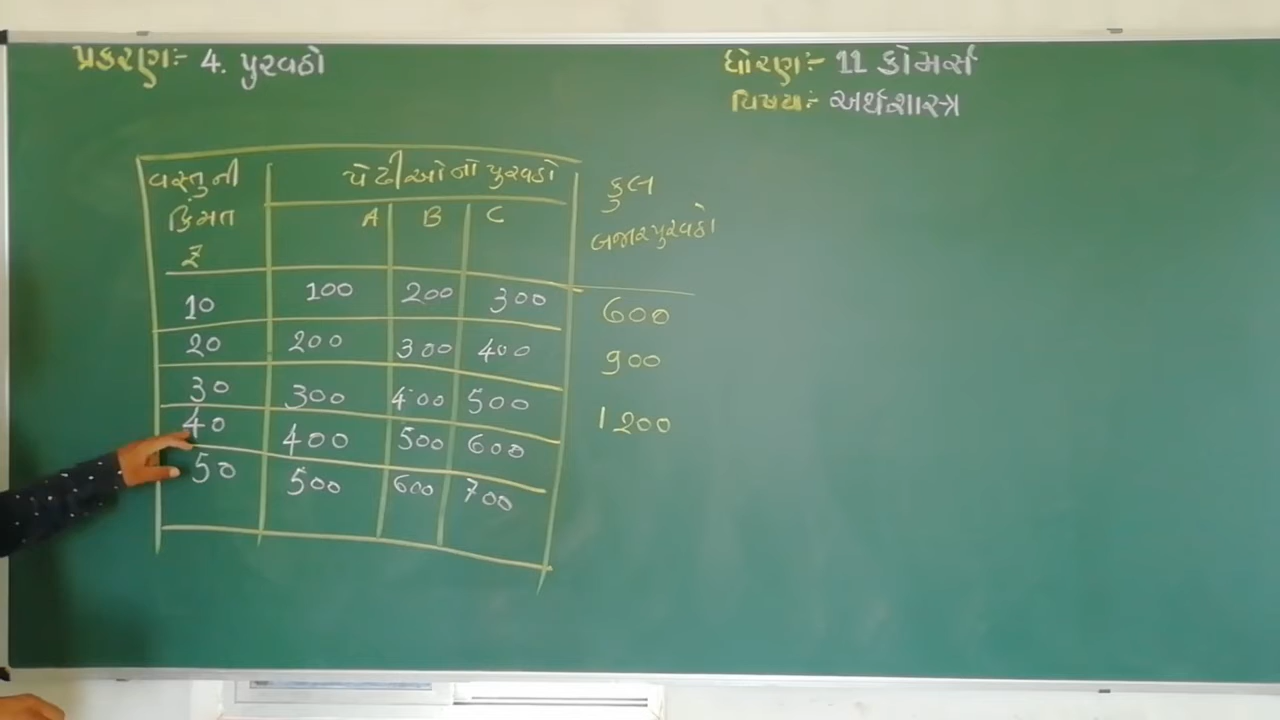 પ્રકરણઃ- 4. પુરવઠો
ધોરણઃ- 11 કોમર્સ
વિષયઃ- અર્થશાસ્ત્ર
વસ્તુની પેઢીઓનો પુરવઠો કુલ
કિંમત A B C બજારપુરવઠો
₹
10 100 200 300 600
20 200 300 400 900
30 300 400 500 1200
40 400 500 600
50 500 600 700